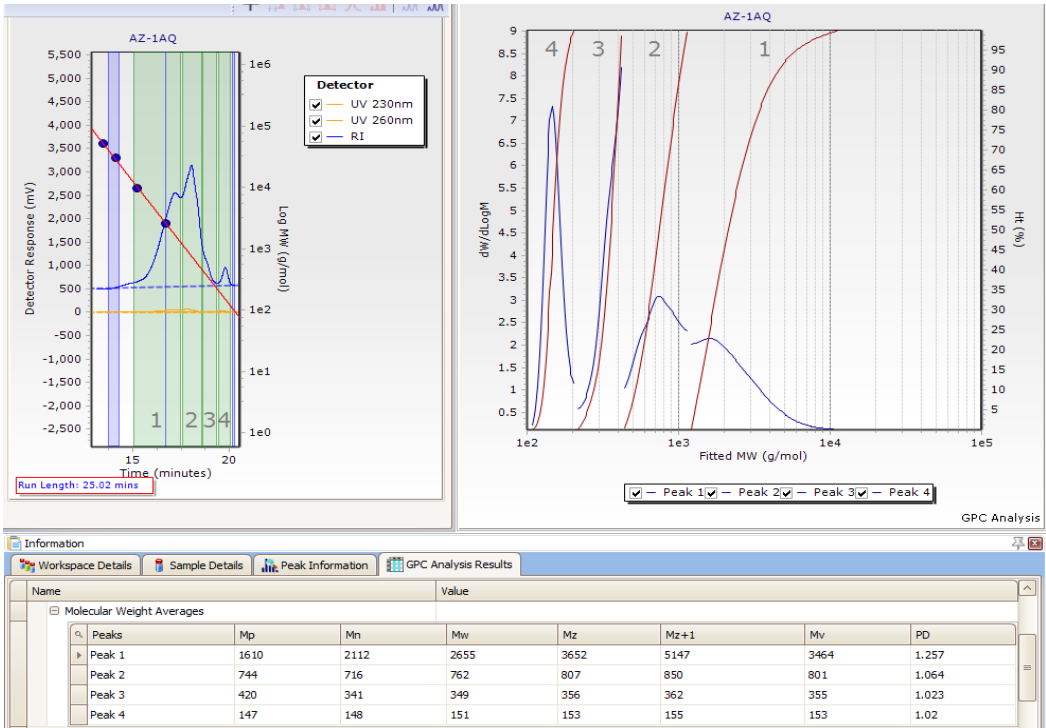 AZ-1AQ
5,500
5,000
4,500
4,000
3,500
3,000
2,500
2,000
1,500
1,000
500
0
-500
-1,000
-1,500
-2,000
-2,500
Detector Response (mV)
1e6
1e5
1e4
1e3
1e2
1e1
1e0
Log MW (g/mol)
1 2 3 4
15 20
Time (minutes)
Run Length: 25.02 mins
Detector
UV 230nm
UV 260nm
RI
AZ-1AQ
9
8.5
8
7.5
7
6.5
6
5.5
5
4.5
4
3.5
3
2.5
2
1.5
1
0.5
dW/dLogM
4 3 2 1
95
90
85
80
75
70
65
60
55
50
45
40
35
30
25
20
15
10
5
Ht (%)
1e2 1e3 1e4 1e5
Fitted MW (g/mol)
Peak 1 Peak 2 Peak 3 Peak 4
GPC Analysis
Information
Workspace Details Sample Details Peak Information GPC Analysis Results
Name Value
Molecular Weight Averages
Peaks Mp Mn Mw Mz Mz+1 Mv PD
Peak 1 1610 2112 2655 3652 5147 3464 1.257
Peak 2 744 716 762 807 850 801 1.064
Peak 3 420 341 349 356 362 355 1.023
Peak 4 147 148 151 153 155 153 1.02